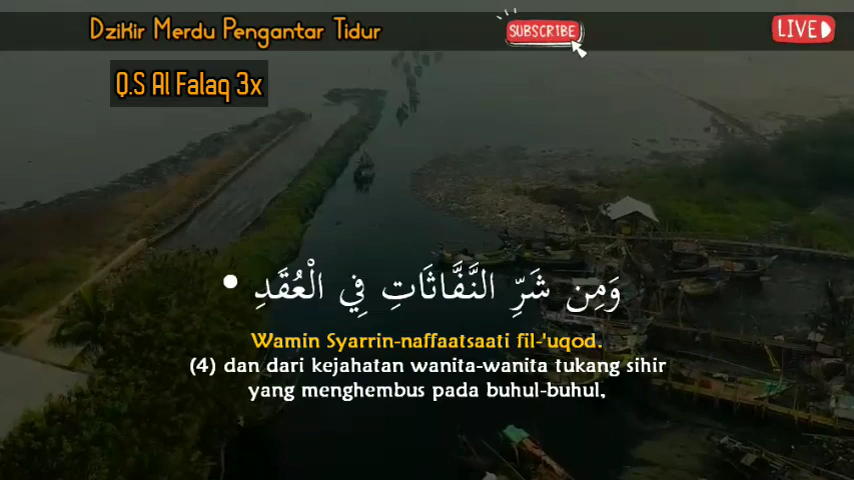 Dzikir Merdu Pengantar Tidur
SUBSCRIBE
LIVE
Q.S Al Falaq 3x
وَمِن شَرِّ النَّفَّاثَاتِ فِي الْعُقَدِ •
Wamin Syarrin-naffaatsaati fil-'uqod.
(4) dan dari kejahatan wanita-wanita tukang sihir
yang menghembus pada buhul-buhul,